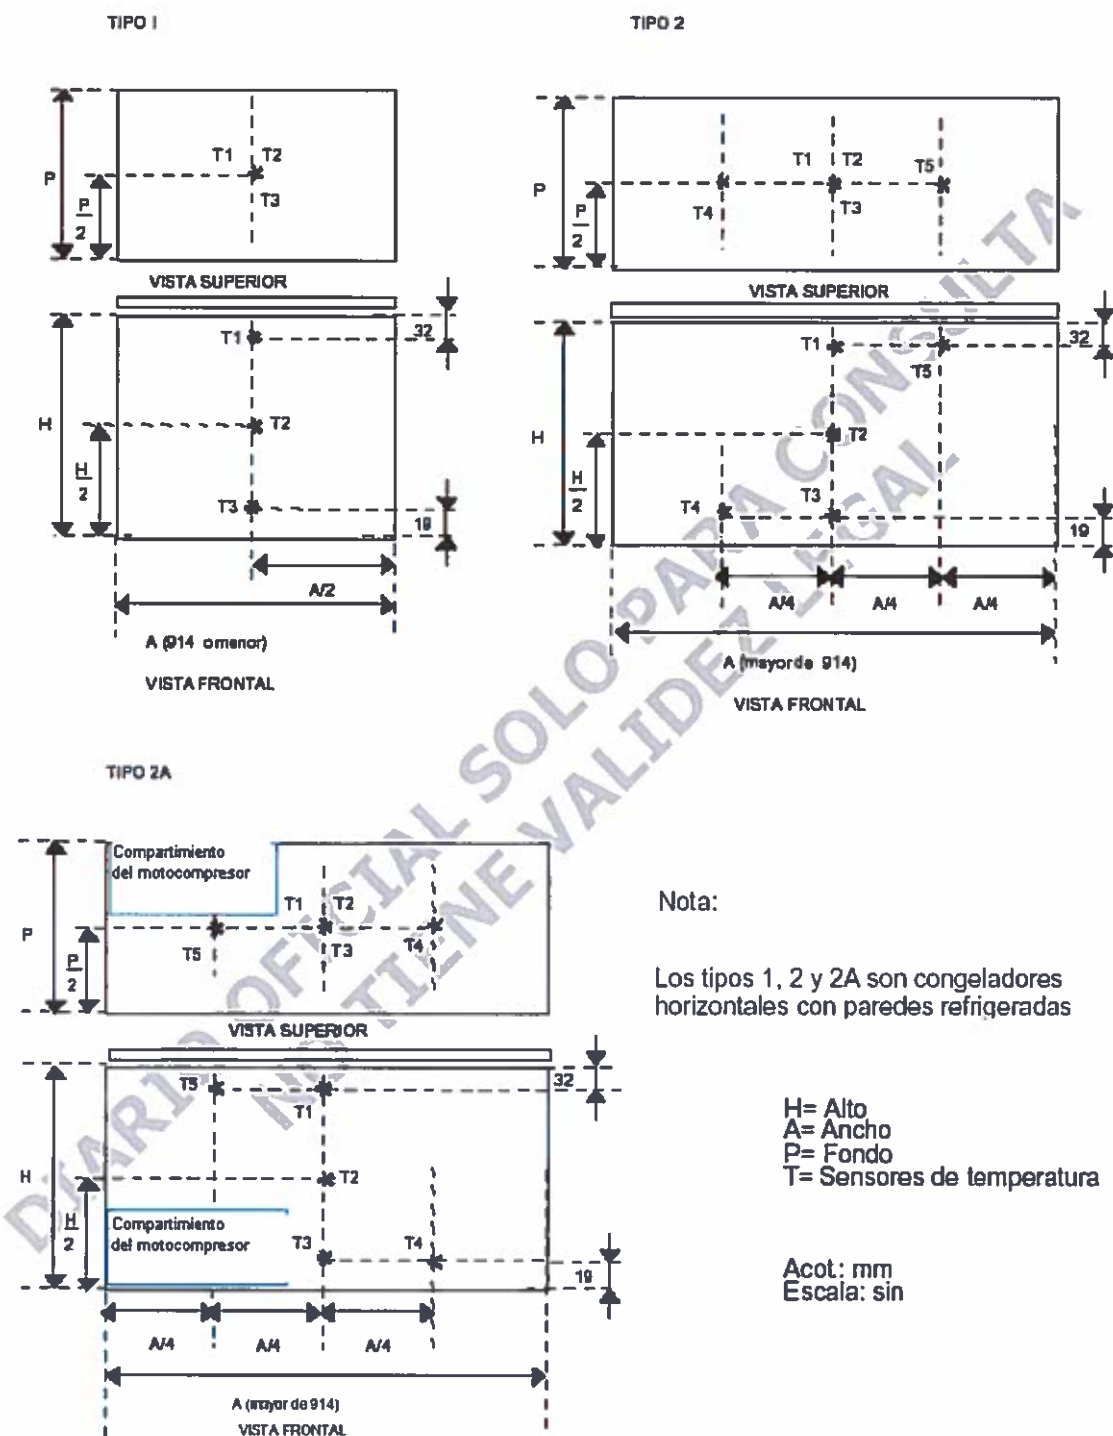 TIPO I
TIPO 2
P
P
2
T1
T2
T3
VISTA SUPERIOR
32
T1
H
T2
H
2
T3
19
A/2
A (914 o menor)
VISTA FRONTAL
P
P
2
T1
T2
T5
T4
T3
VISTA SUPERIOR
32
T1
T5
H
T2
H
2
T4
T3
19
A/4
A/4
A/4
A (mayor de 914)
VISTA FRONTAL
TIPO 2A
Compartimiento
del motocompresor
T1
T2
P
P
2
T5
T3
T4
VISTA SUPERIOR
T5
32
T1
H
T2
H
2
Compartimiento
del motocompresor
T3
T4
19
A/4
A/4
A/4
A (mayor de 914)
VISTA FRONTAL
Nota:
Los tipos 1, 2 y 2A son congeladores
horizontales con paredes refrigeradas
H= Alto
A= Ancho
P= Fondo
T= Sensores de temperatura
Acot.: mm
Escala: sin
DIARIO OFICIAL SOLO PARA CONSULTA
NO TIENE VALIDEZ LEGAL